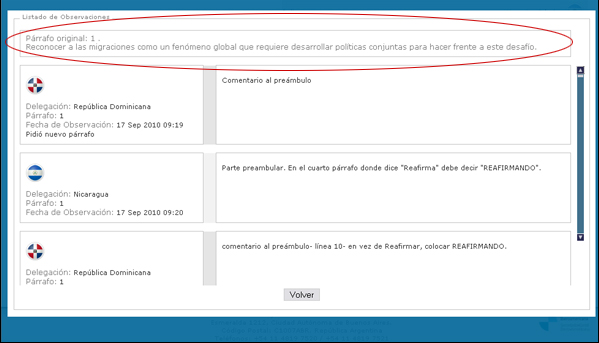 Listado de Observaciones
Párrafo original: 1 .
Reconocer a las migraciones como un fenómeno global que requiere desarrollar políticas conjuntas para hacer frente a este desafío.
Delegación: República Dominicana
Párrafo: 1
Fecha de Observación: 17 Sep 2010 09:19
Pidió nuevo párrafo
Comentario al preámbulo
Delegación: Nicaragua
Párrafo: 1
Fecha de Observación: 17 Sep 2010 09:20
Parte preambular. En el cuarto párrafo donde dice "Reafirma" debe decir "REAFIRMANDO".
Delegación: República Dominicana
Párrafo: 1
comentario al preámbulo- línea 10- en vez de Reafirmar, colocar REAFIRMANDO.
Volver